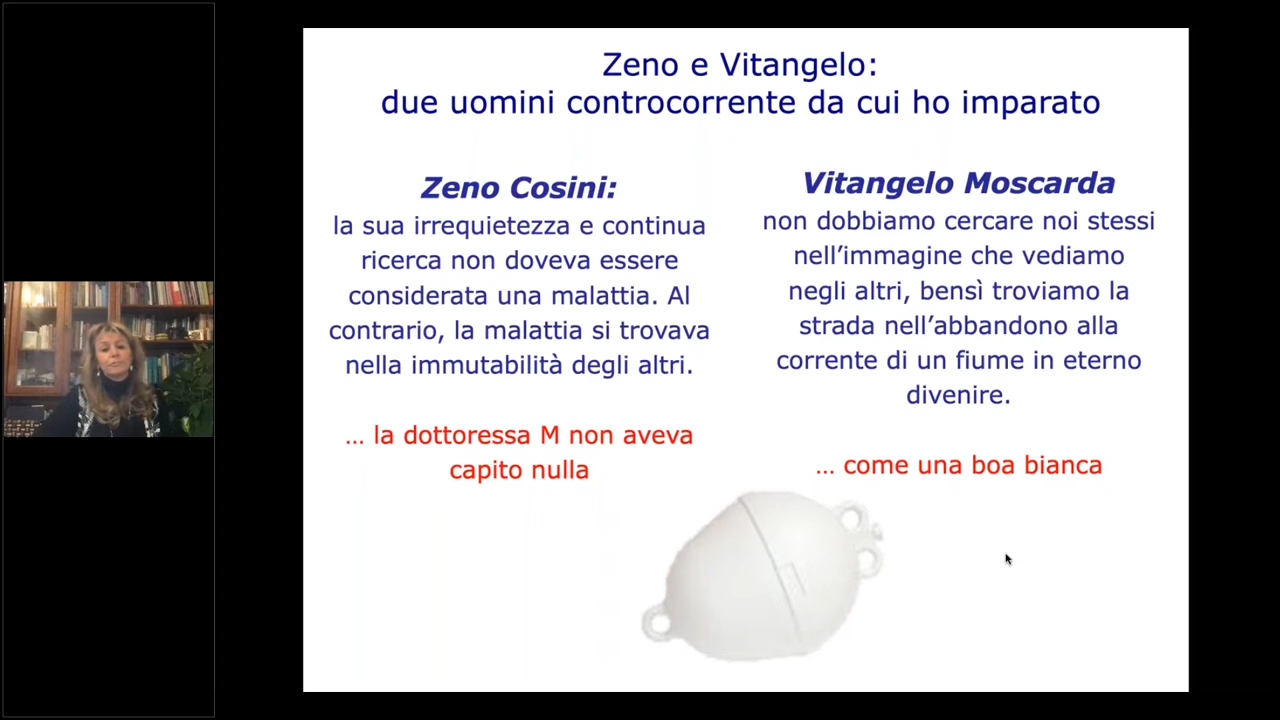 Zeno e Vitangelo:
due uomini controcorrente da cui ho imparato
Zeno Cosini:
la sua irrequietezza e continua
ricerca non doveva essere
considerata una malattia. Al
contrario, la malattia si trovava
nella immutabilità degli altri.
… la dottoressa M non aveva
capito nulla
Vitangelo Moscarda
non dobbiamo cercare noi stessi
nell’immagine che vediamo
negli altri, bensì troviamo la
strada nell’abbandono alla
corrente di un fiume in eterno
divenire.
… come una boa bianca